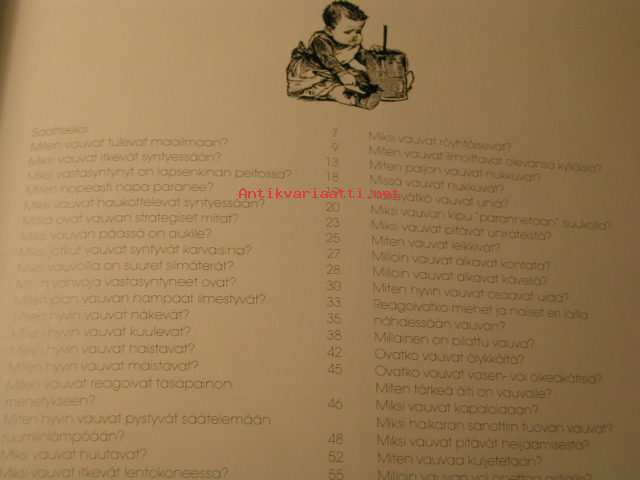 Saatteeksi 7
Miten vauvat tulevat maailmaan? 9
Miksi vauvat itkevät syntyessään? 13
Miksi vastasyntynyt on lapsenkinan peitossa? 18
Miten nopeasti napa paranee?
Miksi vauvat haukottelevat syntyessään? 20
Mitkä ovat vauvan strategiset mitat? 23
Miksi vauvan päässä on aukile? 25
Miksi jotkut vauvat syntyvät karvaisina? 27
Miksi vauvoilla on suuret silmäterät? 28
vahvoja vastasyntyneet ovat? 30
pian vauvan hampaat ilmestyvät? 33
Miten hyvin vauvat näkevät? 35
Miten hyvin vauvat kuulevat? 38
Miten hyvin vauvat haistavat? 42
Miten hyvin vauvat maistavat? 45
Miten vauvat reagoivat tasapainon
menetykseen? 46
Miten hyvin vauvat pystyvät säätelemään
ruumiinlämpöään? 48
Miksi vauvat huutavat? 52
Miksi vauvat itkevät lentokoneessa? 55
Miksi vauvat röyhtäisevät?
Miten vauvat ilmoittavat olevansa kylläisiä?
Miten paljon vauvat nukkuvat?
Missä vauvat nukkuvat?
vauvat unia?
Miksi vauvan kipu "parannetaan" suukolla?
Miksi vauvat pitävät uniräteistä?
Miten vauvat leikkivät?
Milloin vauvat alkavat kontata?
Milloin vauvat alkavat kävellä?
Miten hyvin vauvat osaavat uida?
Reagoivatko miehet ja naiset eri lailla
nähdessään vauvan?
Millainen on pilattu vauva?
Ovatko vauvat älykkäitä?
Ovatko vauvat vasen- vai oikeakätisiä?
Miten tärkeä äiti on vauvalle?
Miksi vauvat kapaloidaan?
Miksi haikaran sanottiin tuovan vauvat?
Miksi vauvat pitävät heijaamisesta?
Miten vauvaa kuljetetaan?
Milloin vauvan voi opettaa
Antikvariaatti.net